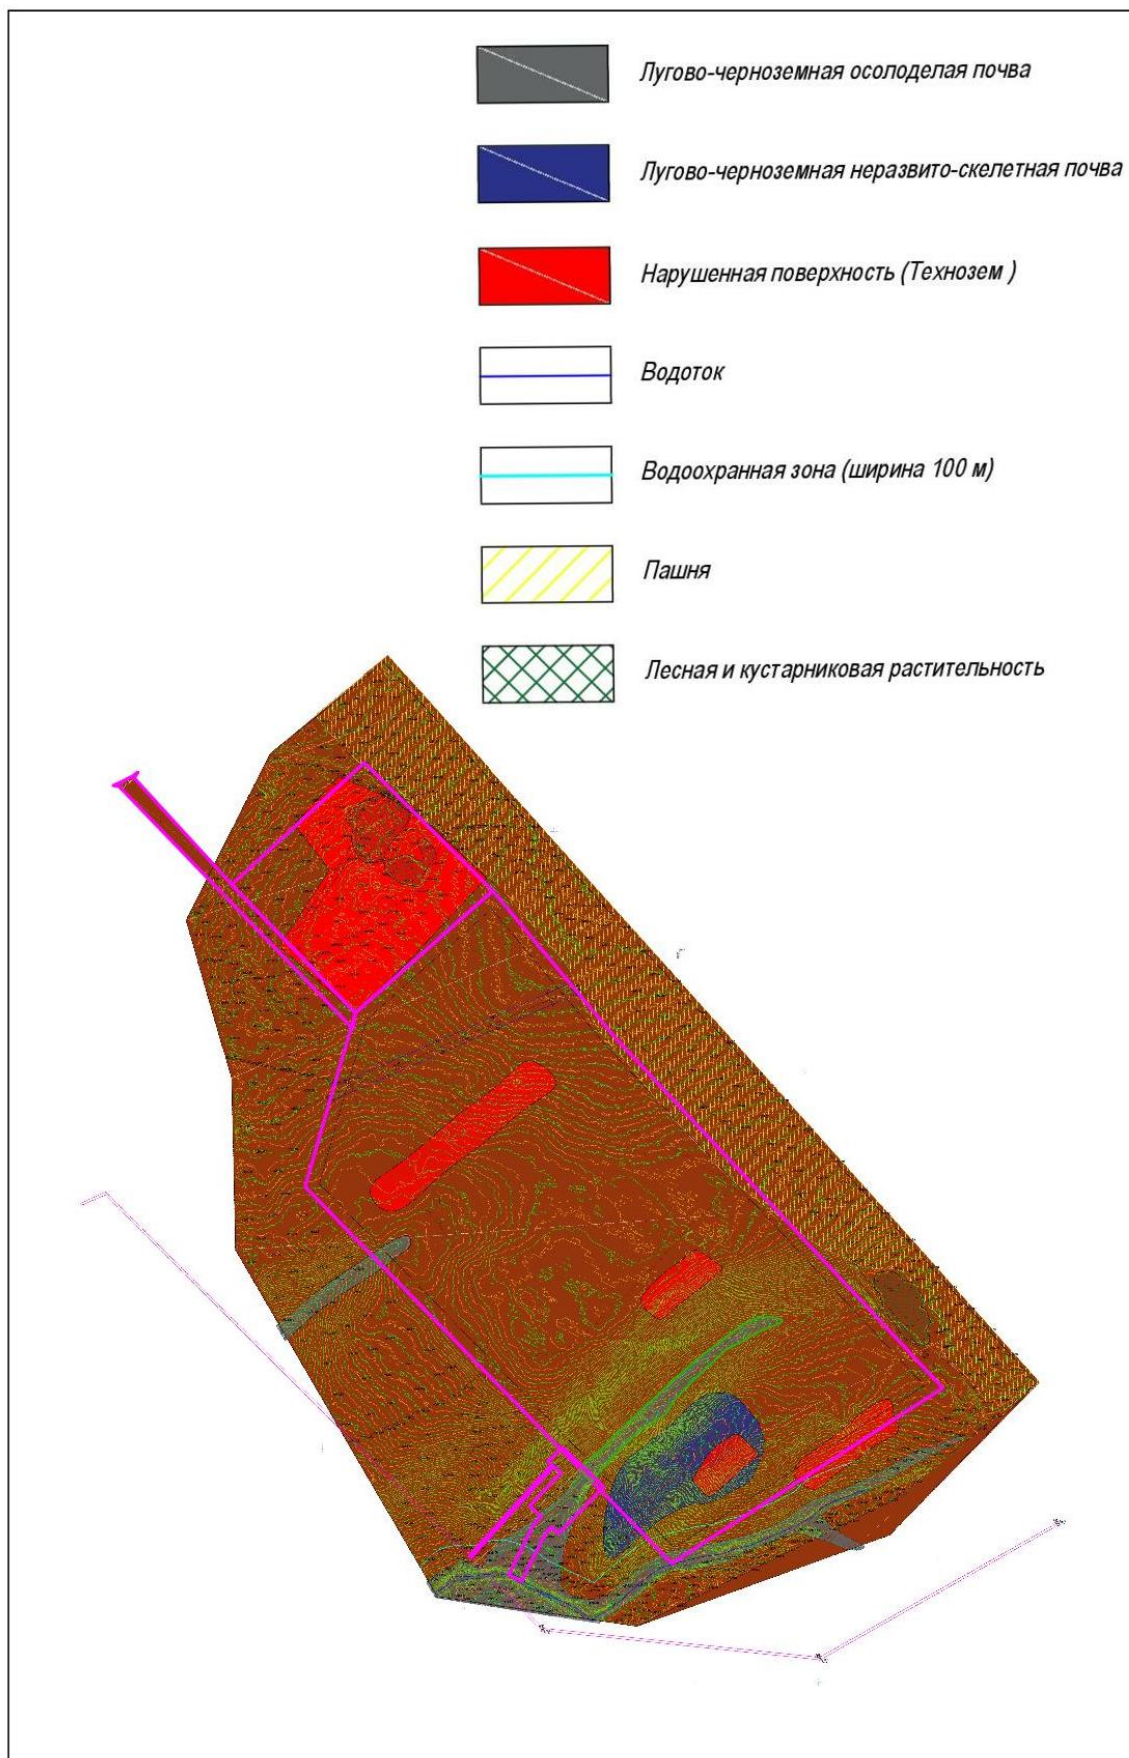 Лугово-черноземная осолоделая почва
Лугово-черноземная неразвито-скелетная почва
Нарушенная поверхность (Технозем )
Водоток
Водоохранная зона (ширина 100 м)
Пашня
Лесная и кустарниковая растительность